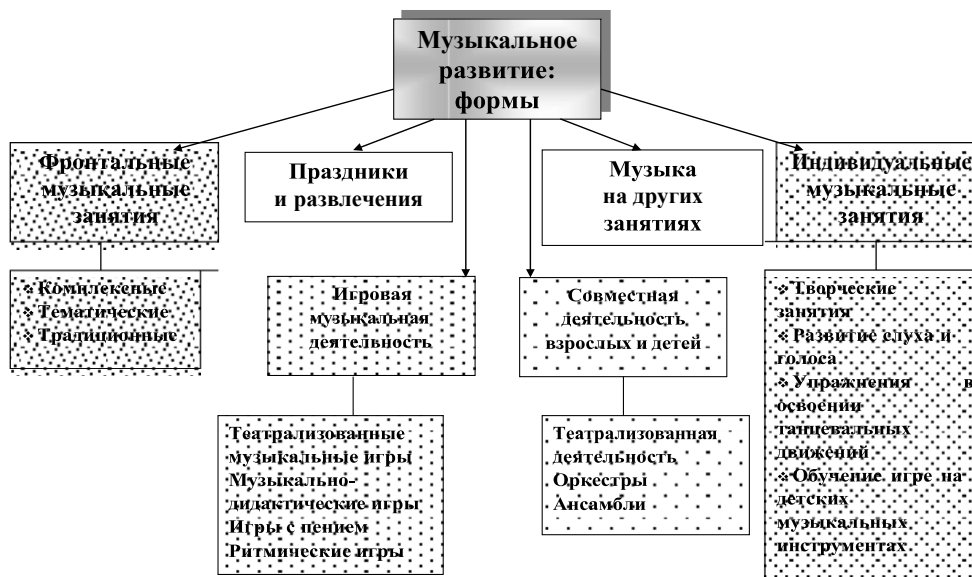 Музыкальное
развитие:
формы
Фронтальные
музыкальные
занятия
Праздники
и развлечения
Музыка
на других
занятиях
Индивидуальные
музыкальные
занятия
❖ Комплексные
❖ Тематические
❖ Традиционные
Игровая
музыкальная
деятельность
Совместная
деятельность
взрослых и детей
❖ Творческие
занятия
❖ Развитие слуха и
голоса
❖ Упражнения в
освоении
танцевальных
движений
❖ Обучение игре на
детских
музыкальных
инструментах
Театрализованные
музыкальные игры
Музыкально-
дидактические игры
Игры с пением
Ритмические игры
Театрализованная
деятельность
Оркестры
Ансамбли